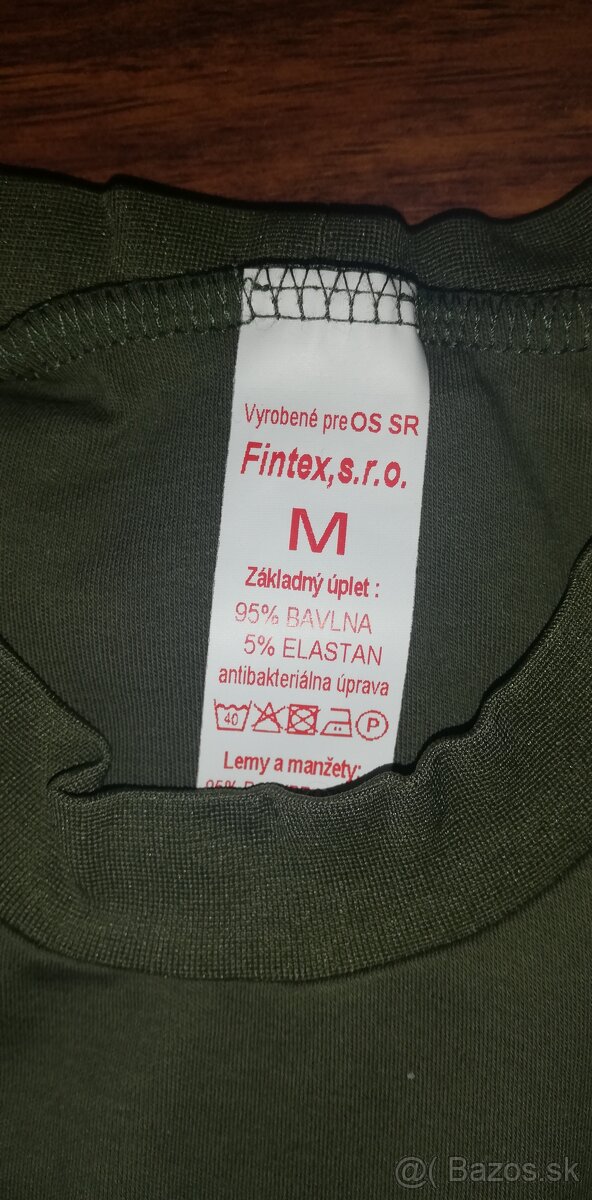 Vyrobené pre OS SR
Fintex,s.r.o.
M
Základný úplet :
95% BAVLNA
5% ELASTAN
antibakteriálna úprava
40 P
Lemy a manžety:
@( Bazos.sk